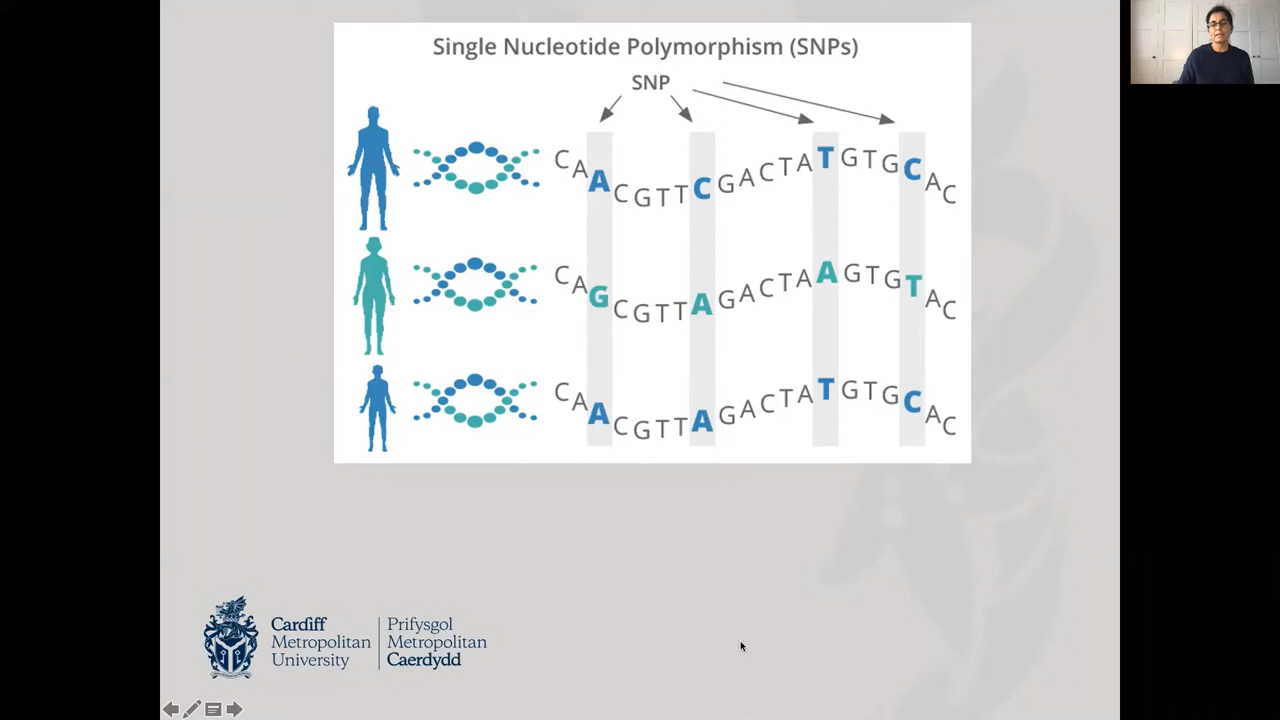 Single Nucleotide Polymorphism (SNPs)
SNP
CAACGTTCGACTATGTGCAC
CAGCGTTAGACTAAGTGTAC
CAACGTTAGACTATGTGCAC
Cardiff
Metropolitan
University
Prifysgol
Metropolitan
Caerdydd